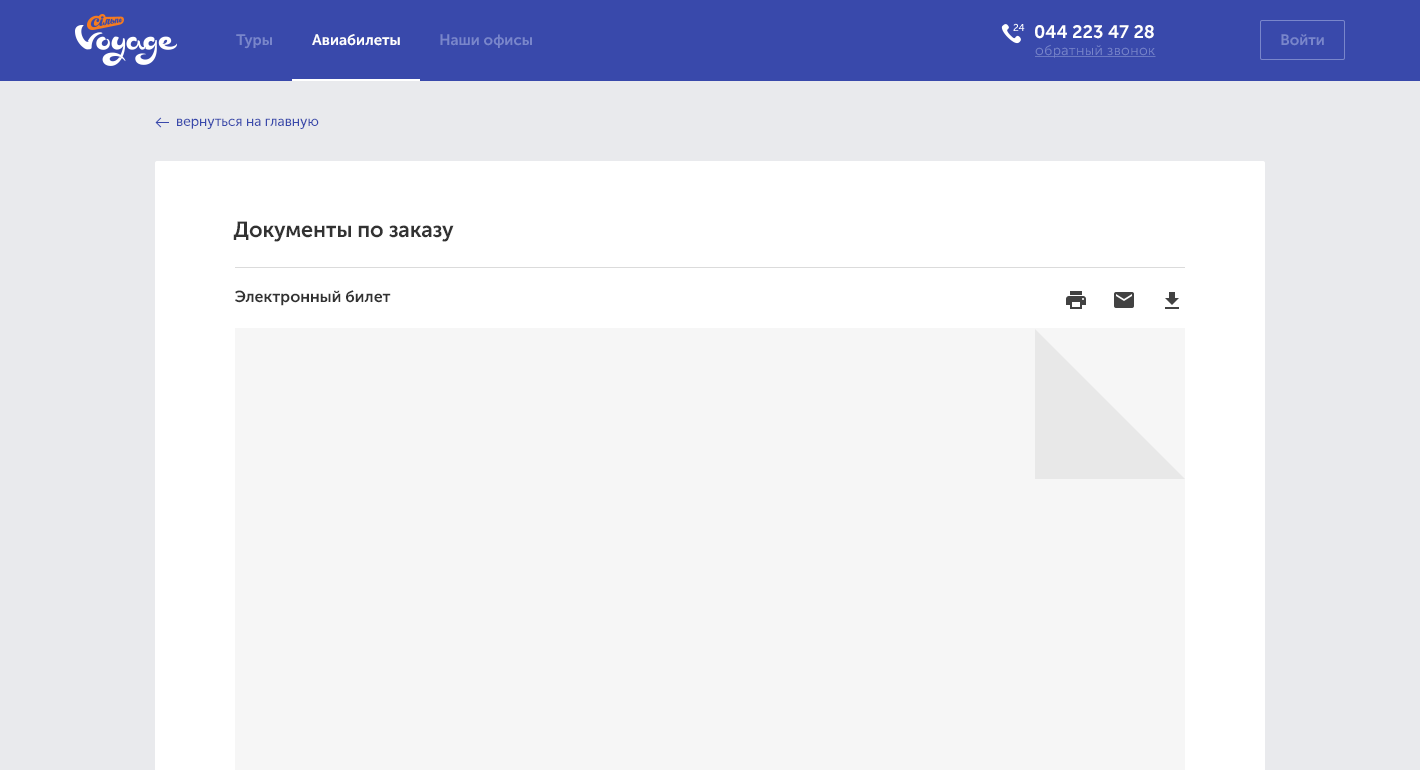 Сільпо
Voyage
Туры
Авиабилеты
Наши офисы
24
044 223 47 28
обратный звонок
Войти
вернуться на главную
Документы по заказу
Электронный билет